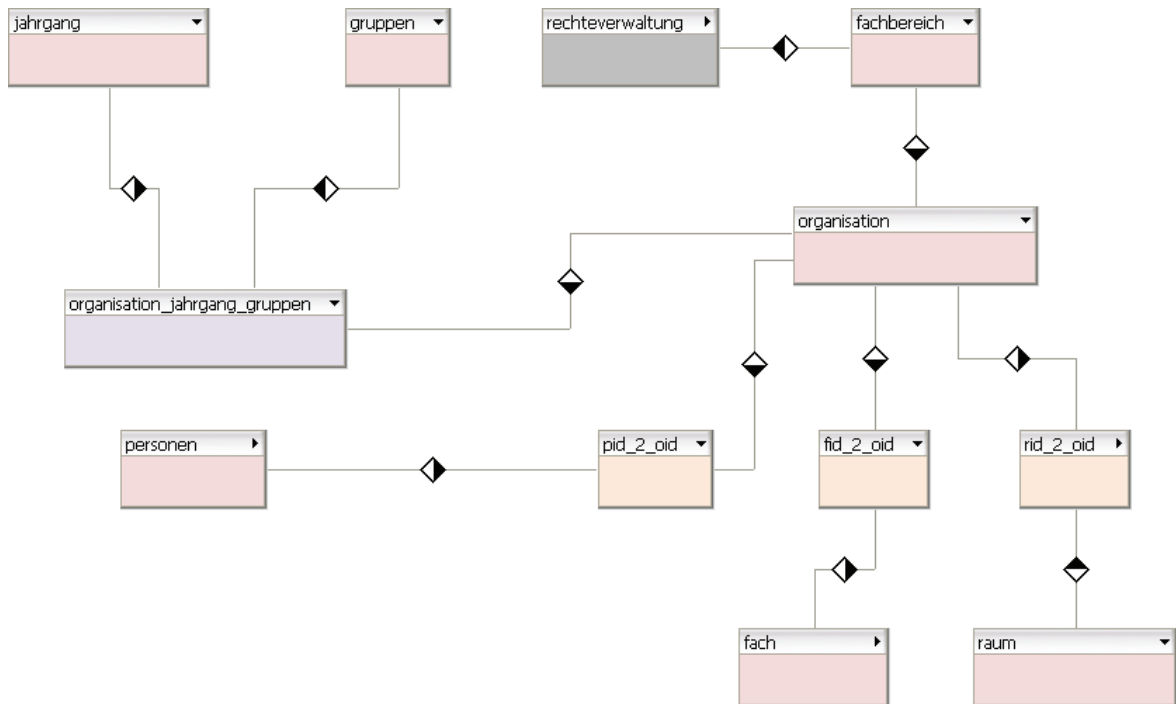 jahrgang
gruppen
rechteverwaltung
fachbereich
organisation
organisation_jahrgang_gruppen
personen
pid_2_oid
fid_2_oid
rid_2_oid
fach
raum